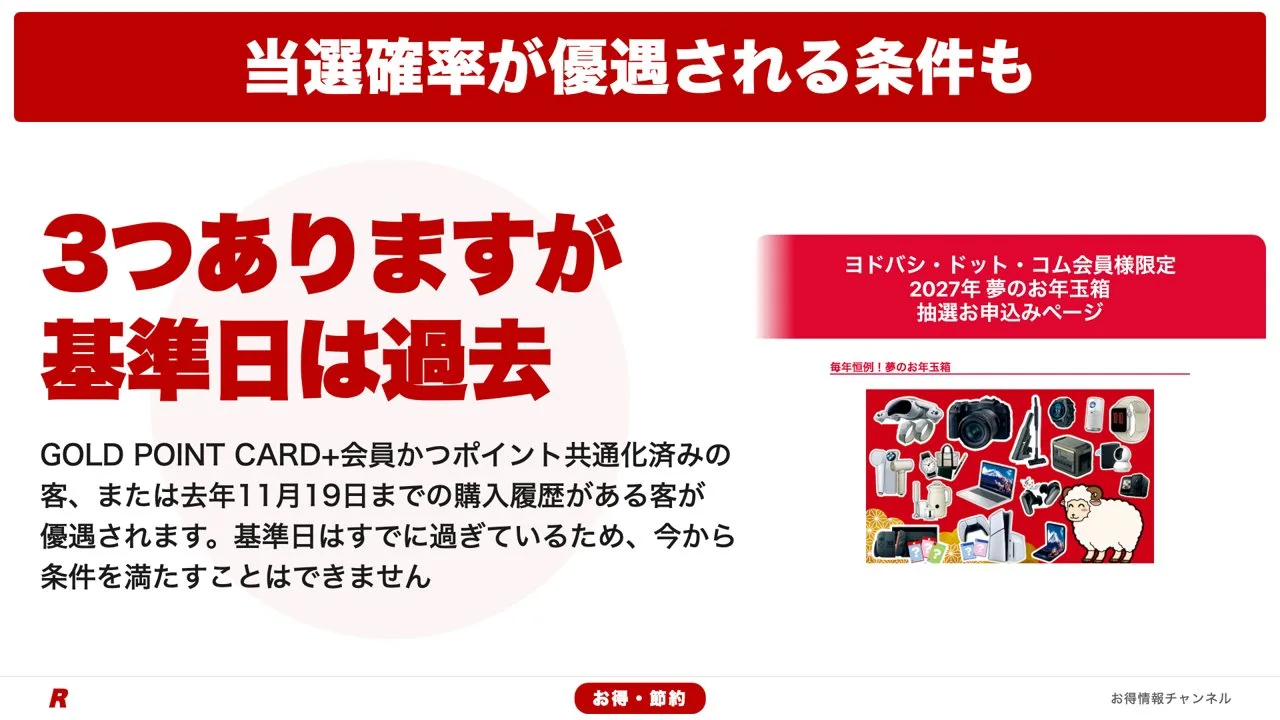 当選確率が優遇される条件も
3つありますが
基準日は過去
GOLD POINT CARD+会員かつポイント共通化済みの
客、または去年11月19日までの購入履歴がある客が
優遇されます。基準日はすでに過ぎているため、今から
条件を満たすことはできません
ヨドバシ・ドット・コム会員様限定
2027年 夢のお年玉箱
抽選お申込みページ
毎年恒例！夢のお年玉箱
R
お得・節約
お得情報チャンネル